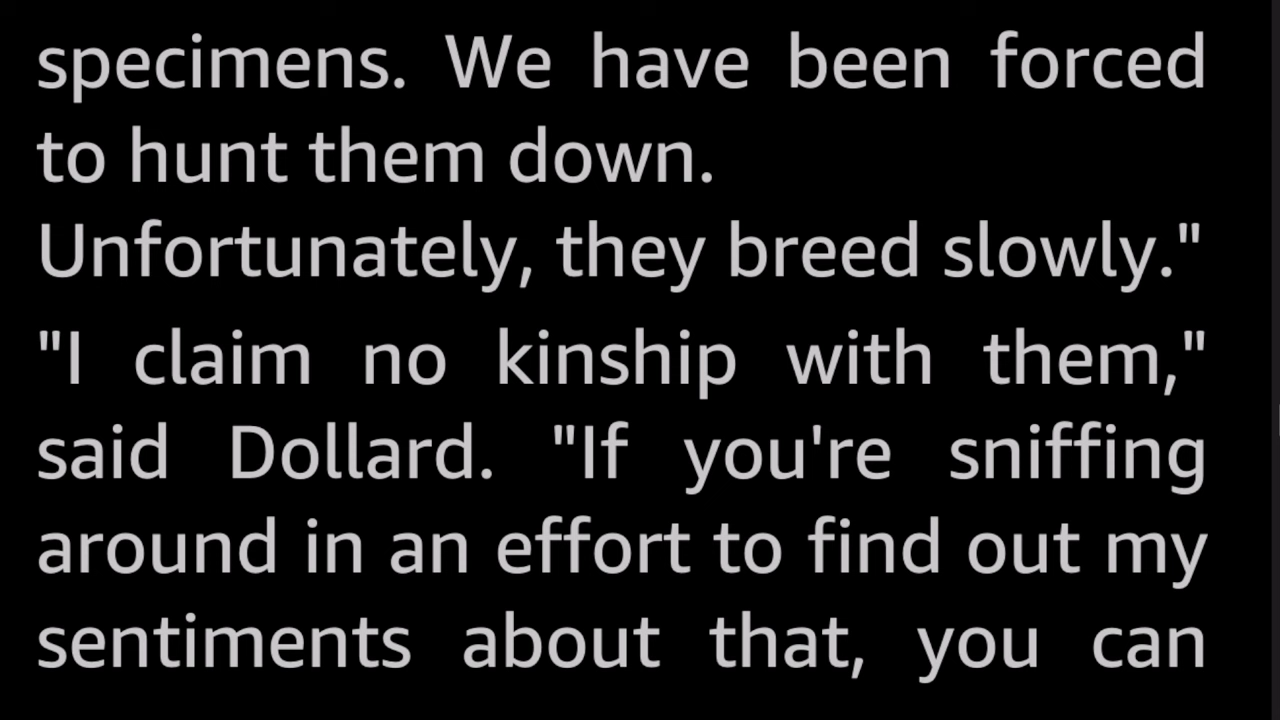 specimens. We have been forced
to hunt them down.
Unfortunately, they breed slowly."
"I claim no kinship with them,"
said Dollard. "If you're sniffing
around in an effort to find out my
sentiments about that, you can